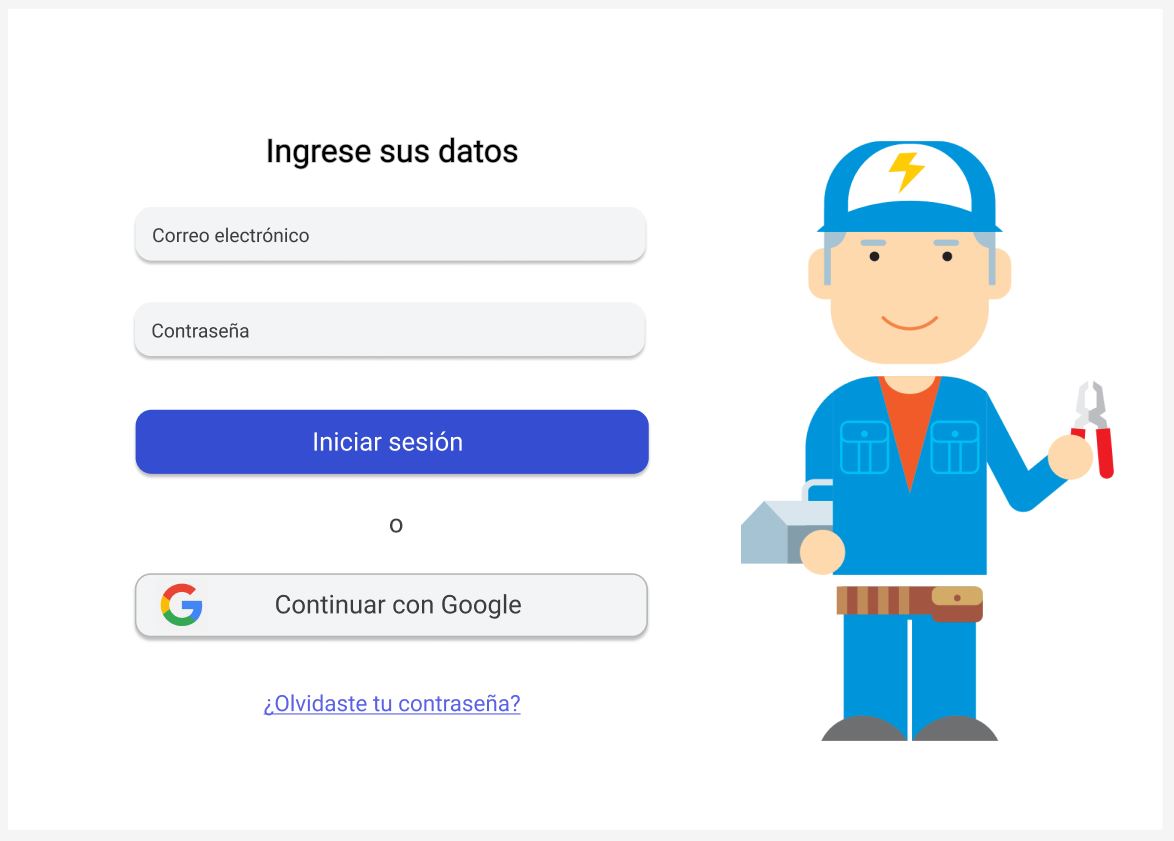 Ingrese sus datos
Correo electrónico
Contraseña
Iniciar sesión
o
Continuar con Google
¿Olvidaste tu contraseña?